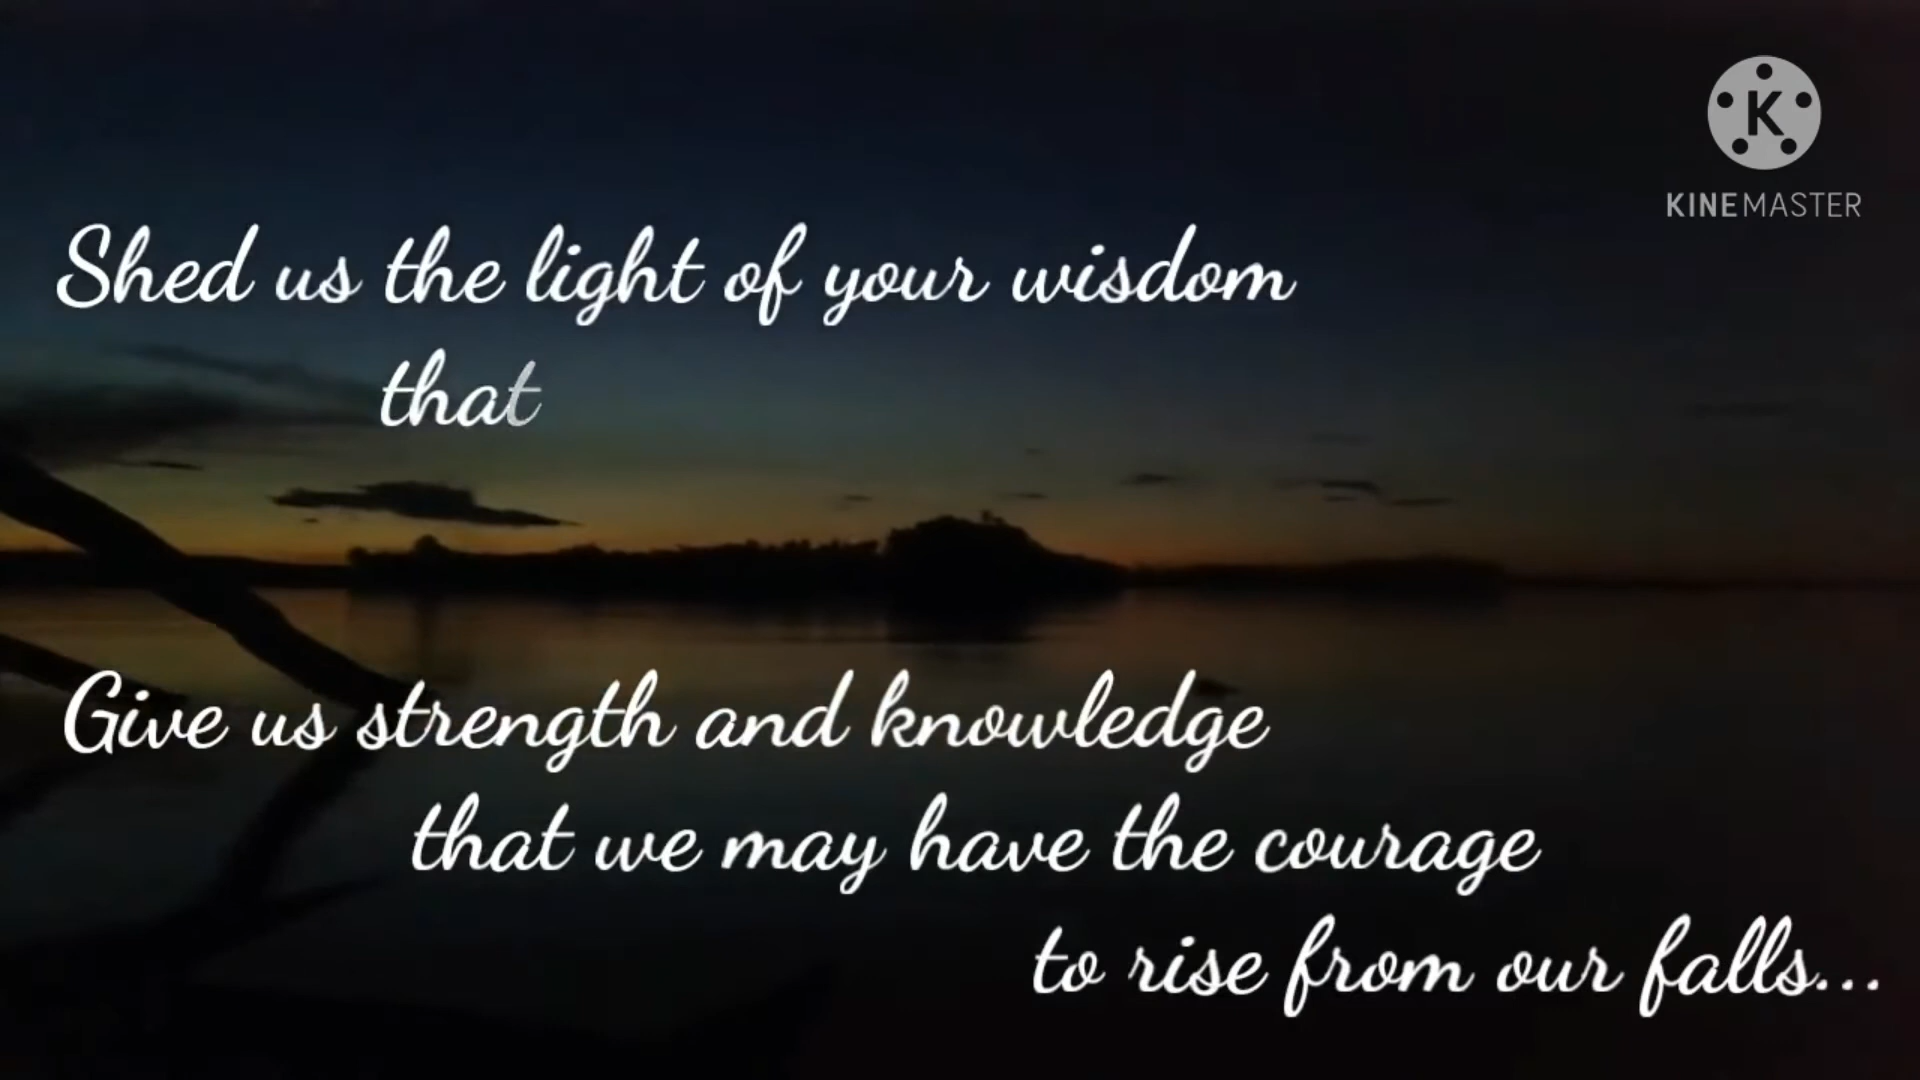 K
KINEMASTER
Shed us the light of your wisdom
that
Give us strength and knowledge
that we may have the courage
to rise from our falls...